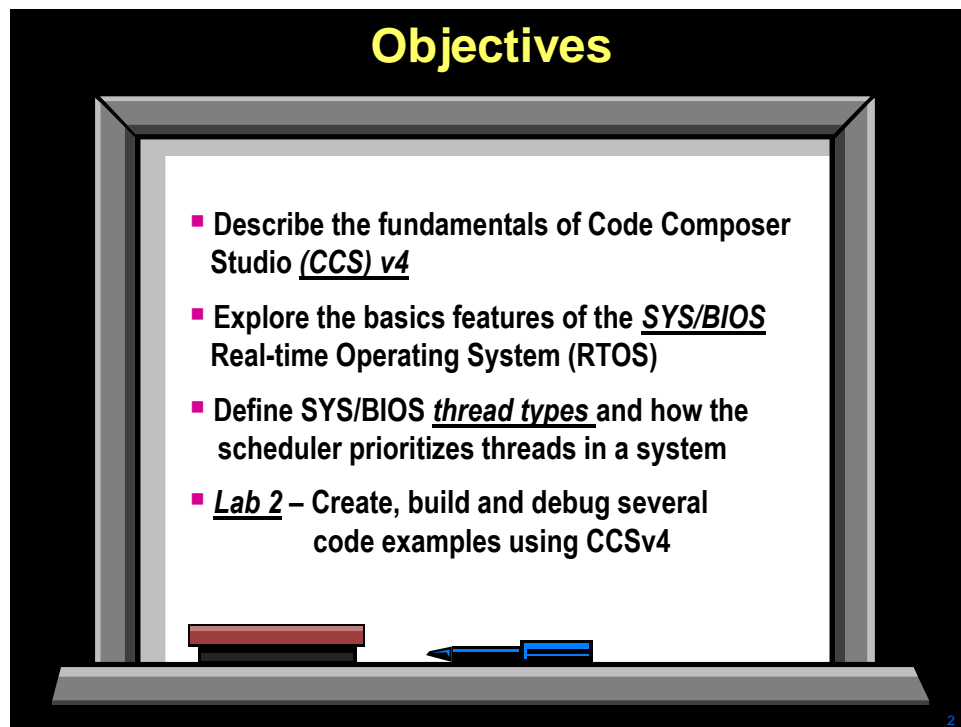 Objectives
▪ Describe the fundamentals of Code Composer
Studio (CCS) v4
▪ Explore the basics features of the SYS/BIOS
Real-time Operating System (RTOS)
▪ Define SYS/BIOS thread types and how the
scheduler prioritizes threads in a system
▪ Lab 2 – Create, build and debug several
code examples using CCSv4
2